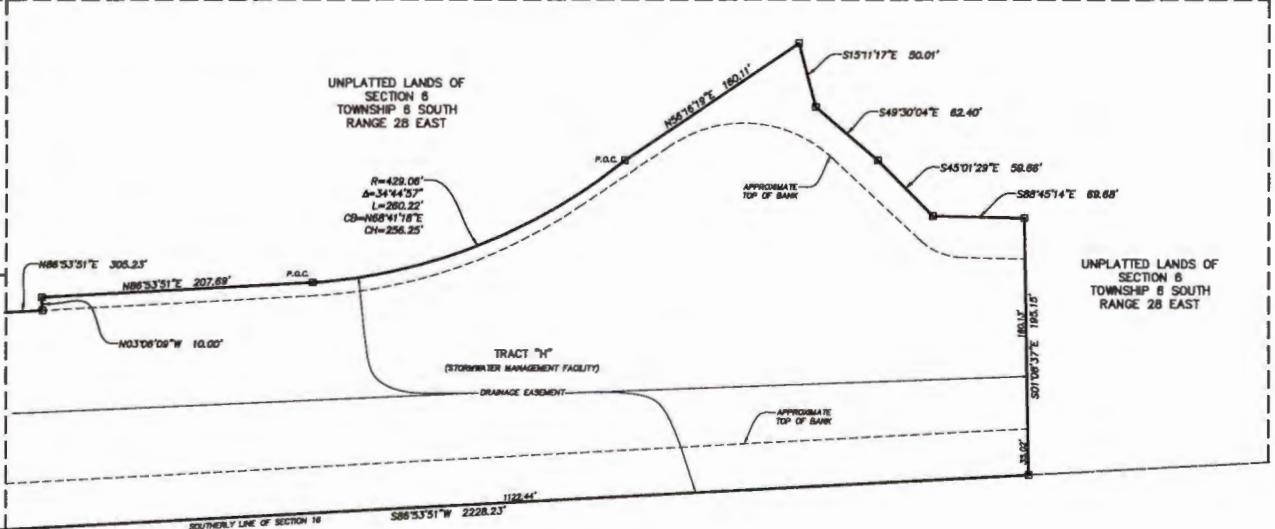 UNPLATTED LANDS OF
SECTION 6
TOWNSHIP 6 SOUTH
RANGE 28 EAST
N56°16'19"E 160.11'
S15°11'17"E 50.01'
S49°30'04"E 62.40'
P.O.C.
S45°01'29"E 59.66'
R=429.06'
Δ=34°44'57"
L=260.22'
CB=N68°41'18"E
CH=256.25'
APPROXIMATE
TOP OF BANK
S88°45'14"E 69.68'
N86°53'51"E 305.23'
N86°53'51"E 207.69'
P.O.C.
UNPLATTED LANDS OF
SECTION 6
TOWNSHIP 6 SOUTH
RANGE 28 EAST
N03°06'09"W 10.00'
160.13'
S01°06'37"E 195.15'
TRACT "H"
(STORMWATER MANAGEMENT FACILITY)
DRAINAGE EASEMENT
APPROXIMATE
TOP OF BANK
35.02'
1122.44'
SOUTHERLY LINE OF SECTION 16
S86°53'51"W 2228.23'